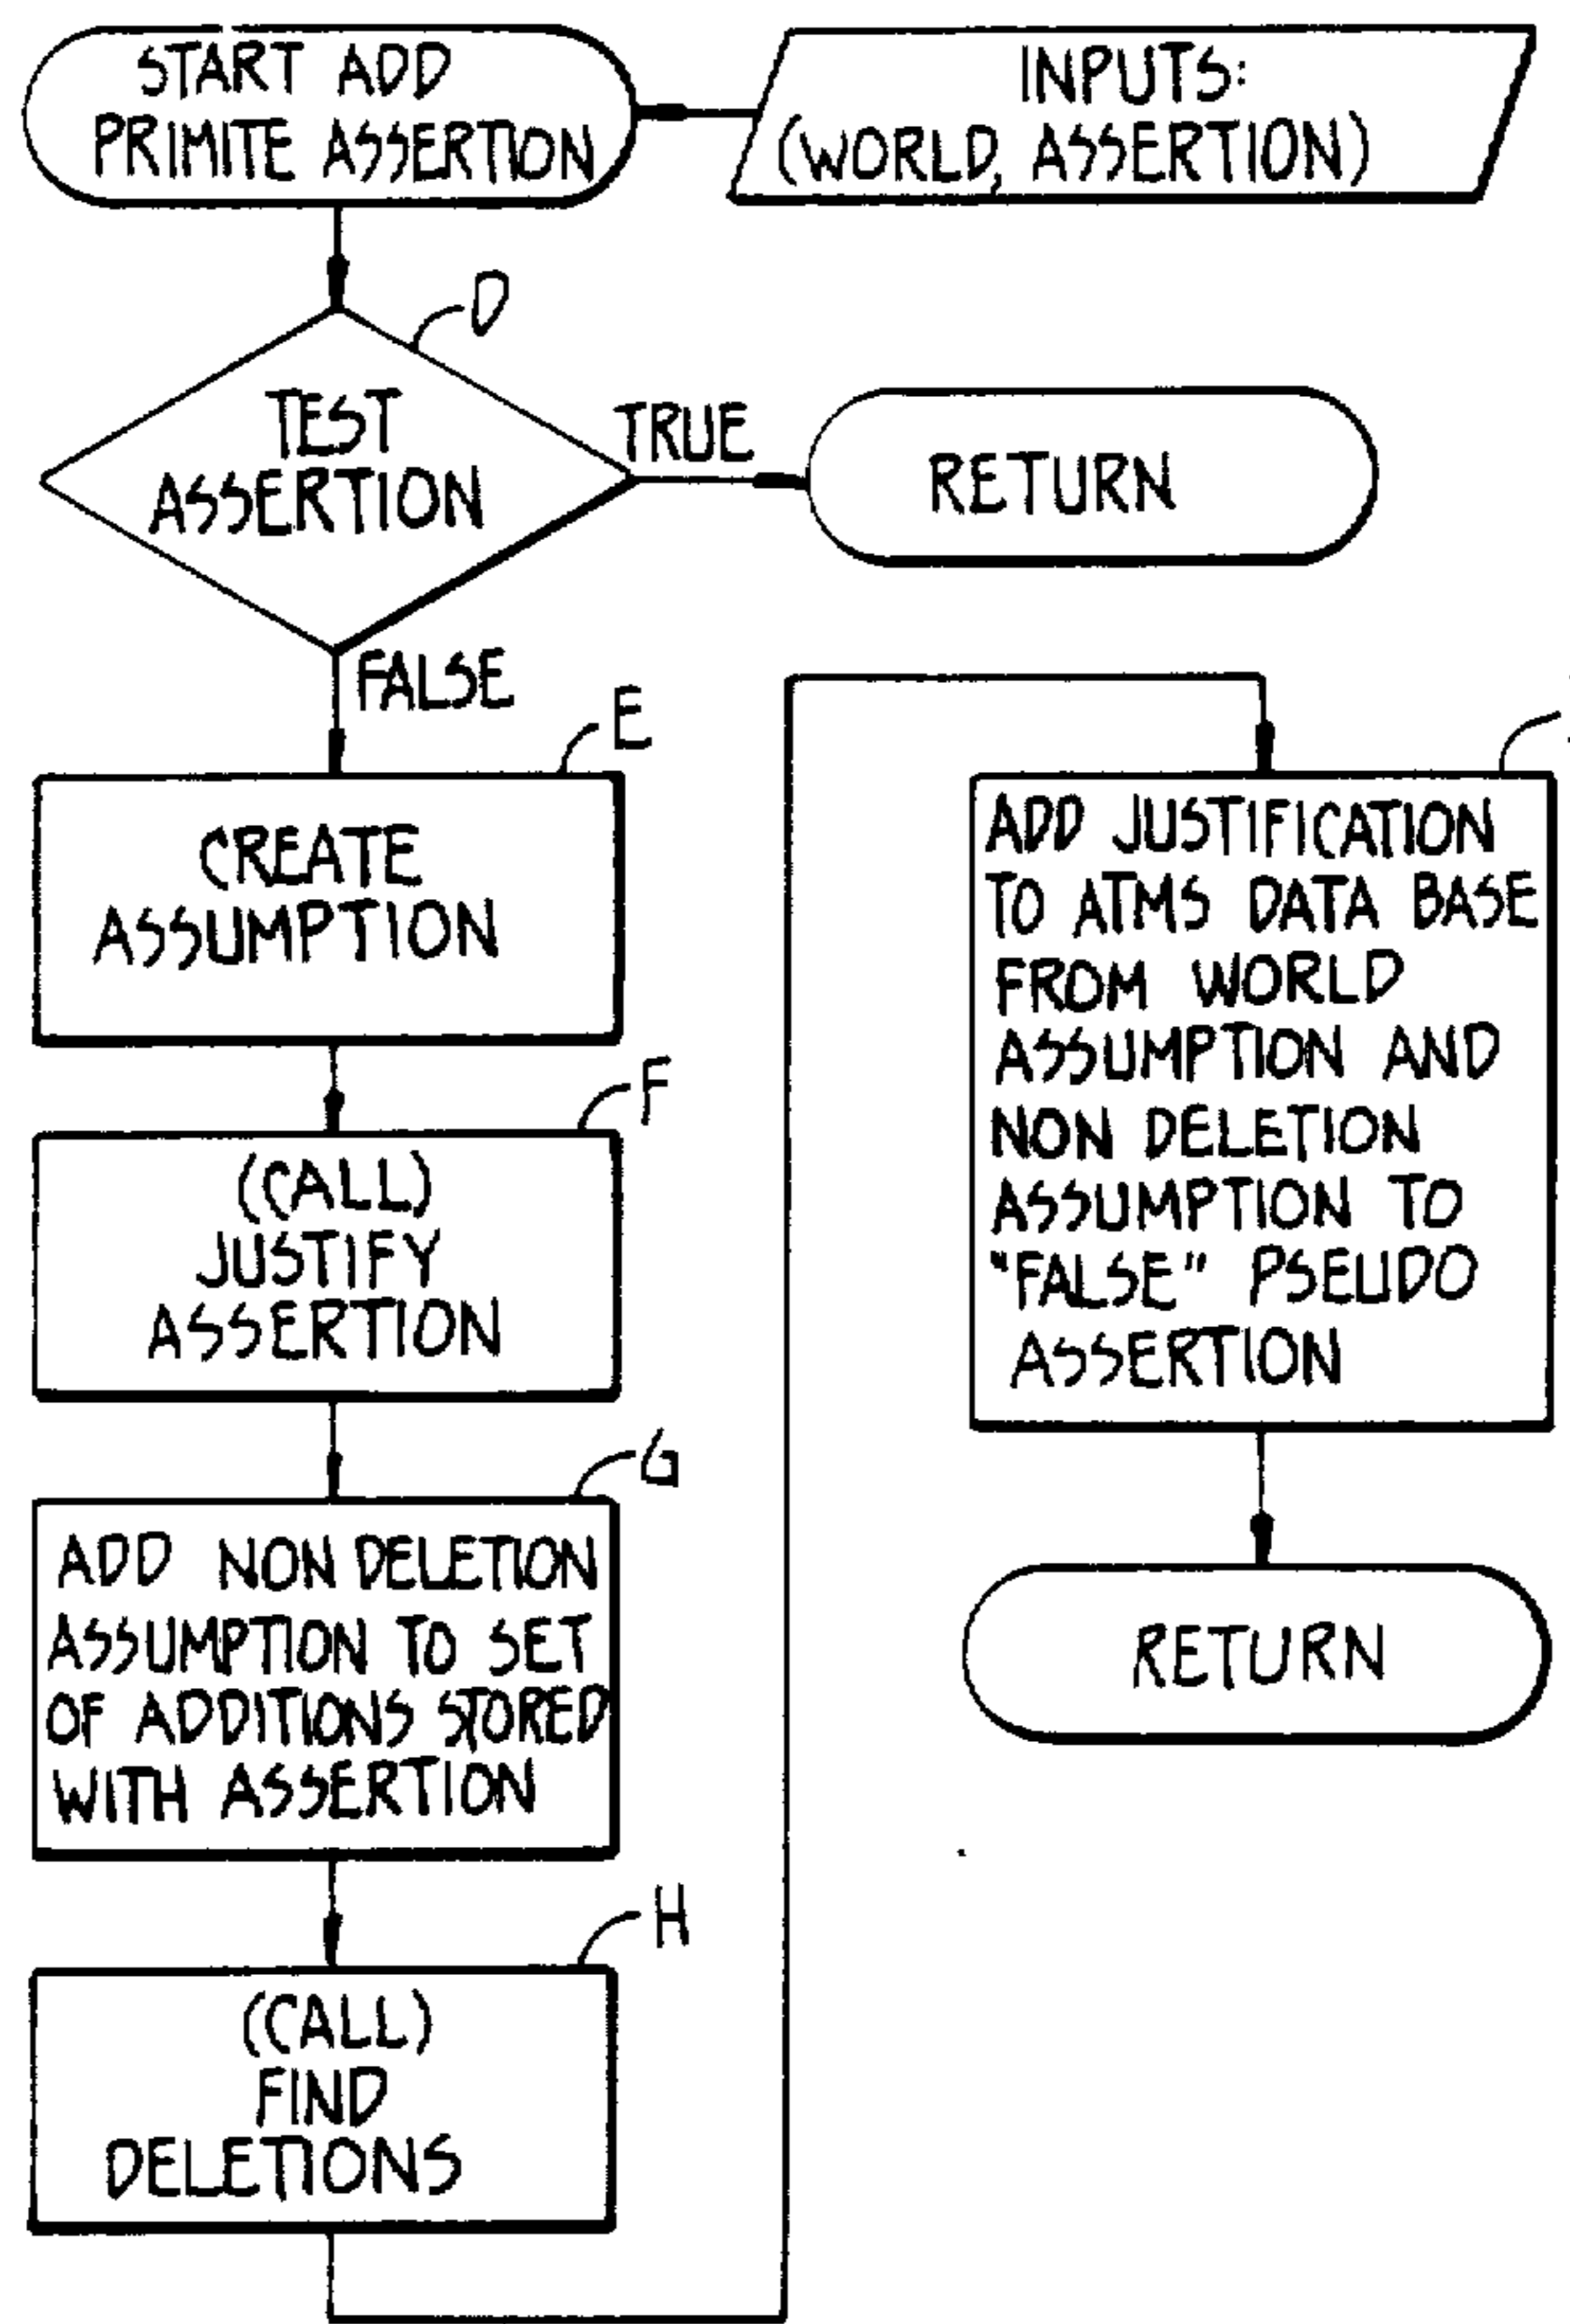 START ADD
PRIMITE ASSERTION
INPUTS:
(WORLD, ASSERTION)
D
TEST
ASSERTION
TRUE
RETURN
FALSE
E
CREATE
ASSUMPTION
F
(CALL)
JUSTIFY
ASSERTION
G
ADD NON DELETION
ASSUMPTION TO SET
OF ADDITIONS STORED
WITH ASSERTION
H
(CALL)
FIND
DELETIONS
ADD JUSTIFICATION
TO ATMS DATA BASE
FROM WORLD
ASSUMPTION AND
NON DELETION
ASSUMPTION TO
"FALSE" PSEUDO
ASSERTION
RETURN